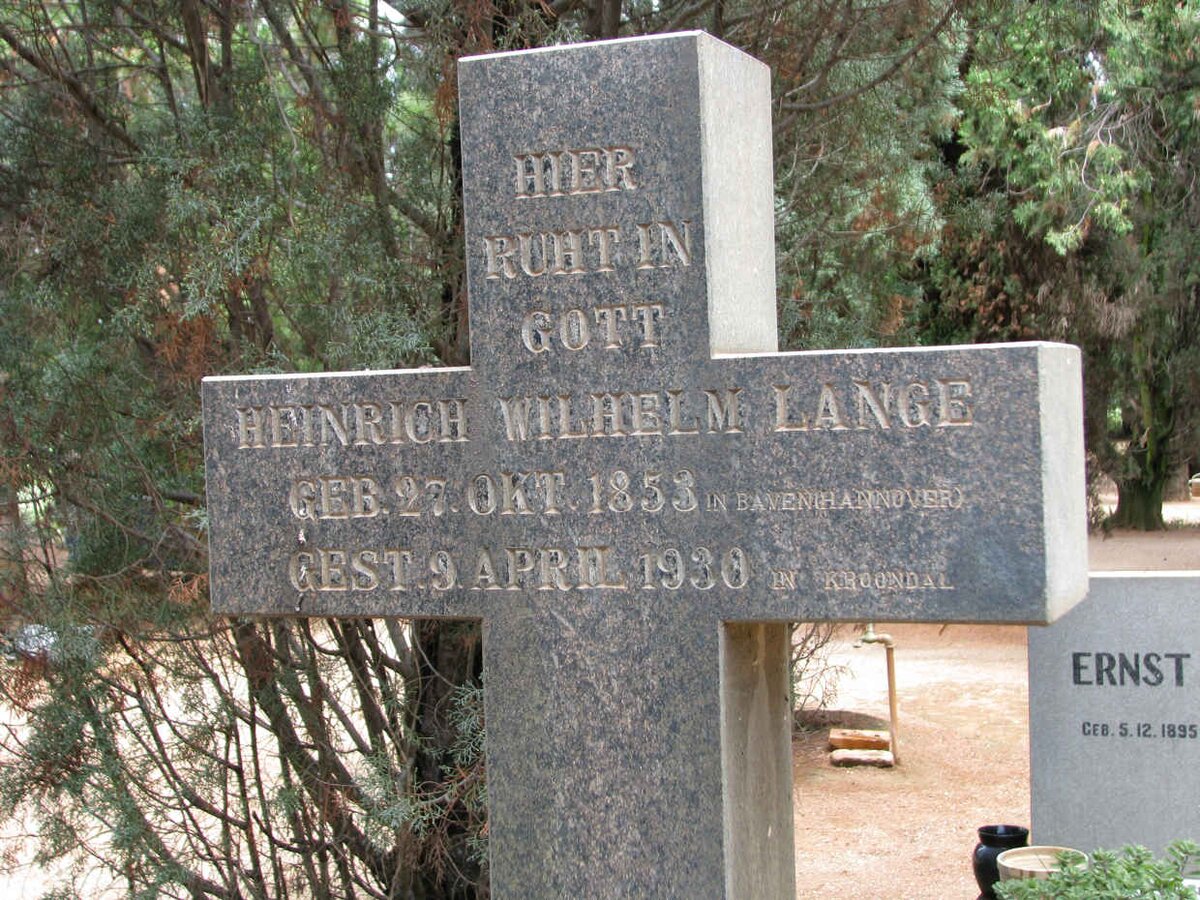 HIER
RUHT IN
GOTT
HEINRICH WILHELM LANGE
GEB. 27. OKT. 1853 IN BAVEN(HANNOVER)
GEST. 9. APRIL 1930 IN KROONDAL
ERNST
GEB. 5.12.1895